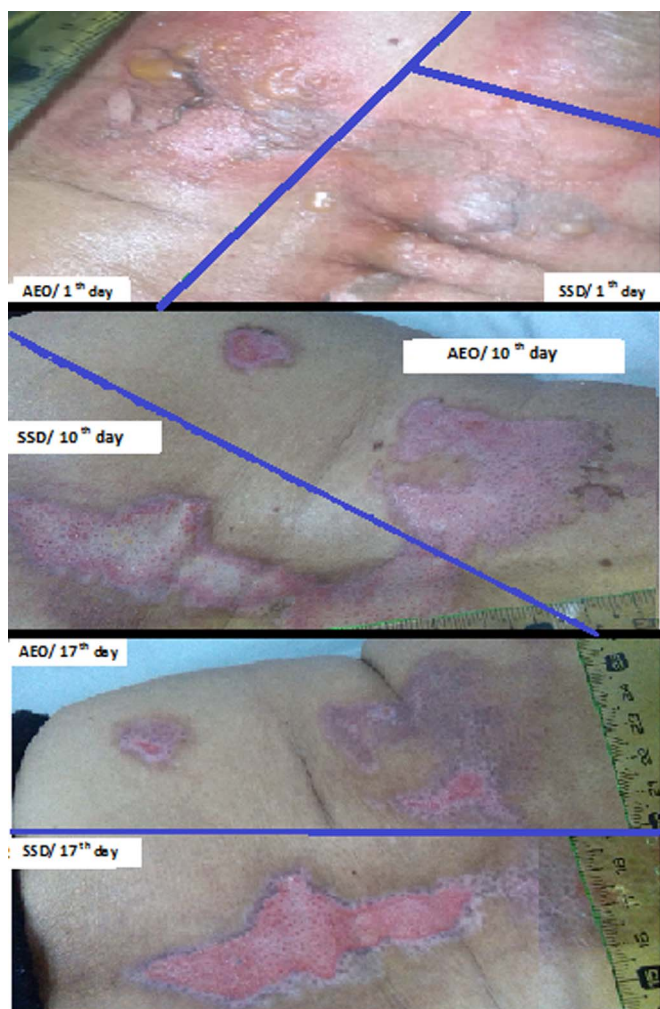 AEO/ 1 th day
SSD/ 1 th day
AEO/ 10 th day
SSD/ 10 th day
AEO/ 17 th day
SSD/ 17 th day